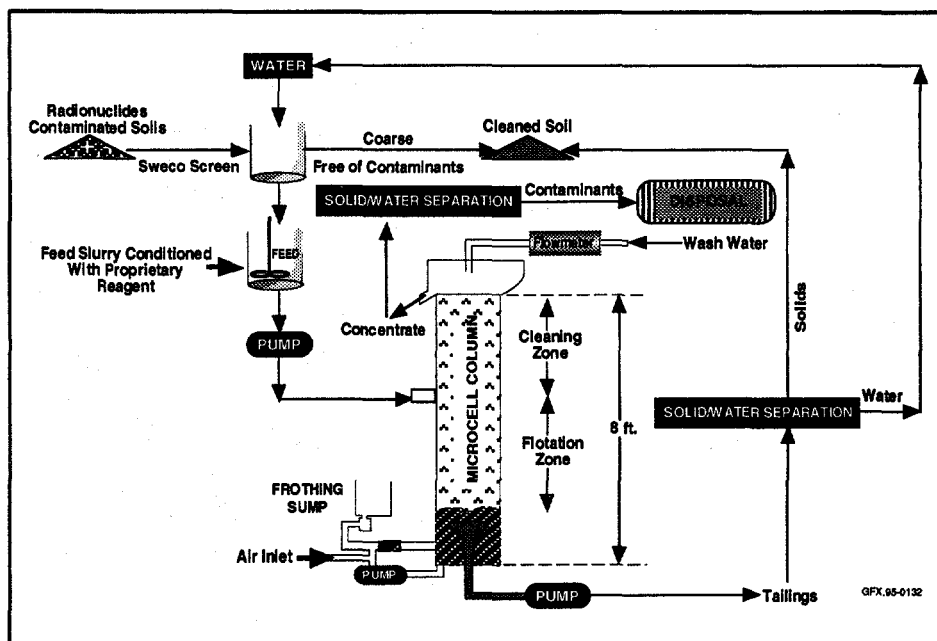 WATER
Radionuclides
Contaminated Soils
Sweco Screen
Coarse
Free of Contaminants
Cleaned Soil
SOLID/WATER SEPARATION
Contaminants
DISPOSAL
Feed Slurry Conditioned
With Proprietary
Reagent
FEED
Flowmeter
Wash Water
Concentrate
PUMP
MICROCELL COLUMN
Cleaning
Zone
Flotation
Zone
8 ft.
Solids
Water
SOLID/WATER SEPARATION
FROTHING
SUMP
Air Inlet
PUMP
PUMP
Tailings
GFX.95-0132